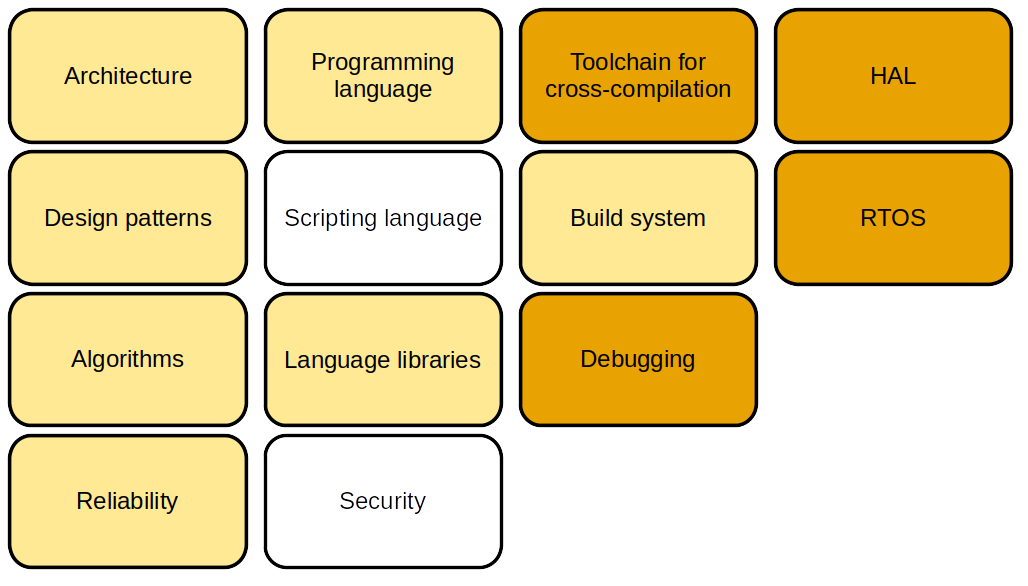 Architecture
Programming
language
Toolchain for
cross-compilation
HAL
Design patterns
Scripting language
Build system
RTOS
Algorithms
Language libraries
Debugging
Reliability
Security